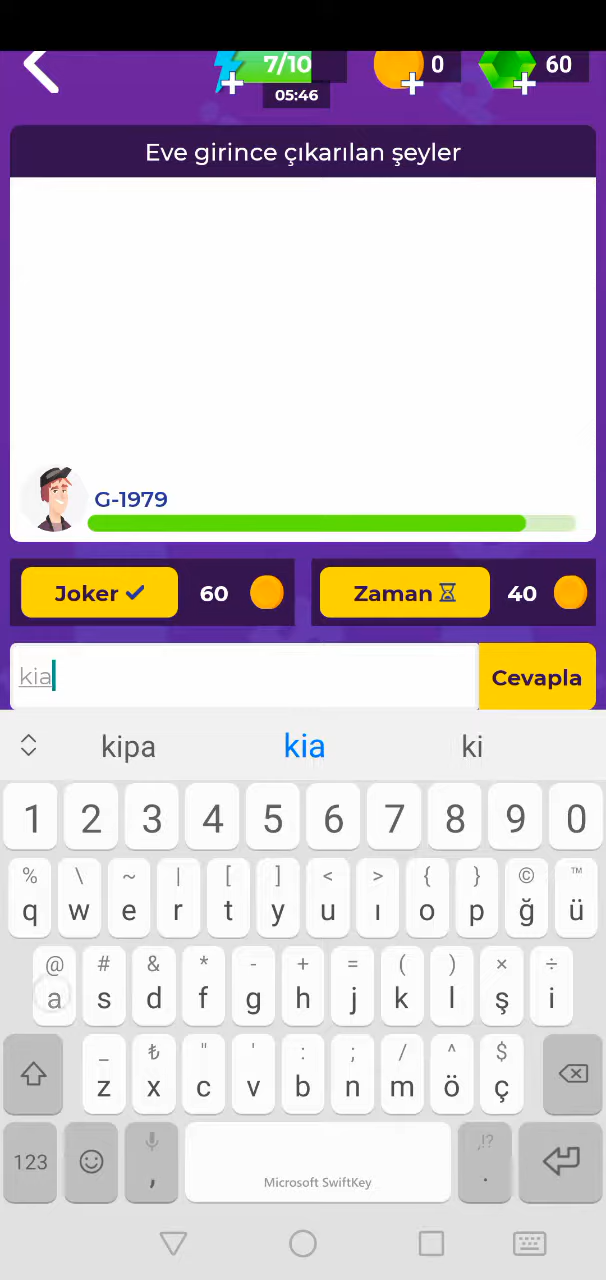 7/10
0
60
05:46
Eve girince çıkarılan şeyler
G-1979
Joker
60
Zaman
40
kia
Cevapla
kipa
kia
ki
1 2 3 4 5 6 7 8 9 0
% \ ~ | [ ] < > { } © ™
q w e r t y u ı o p ğ ü
@ # & * - + = ( ) × ÷
a s d f g h j k l ş i
_ ₺ " ' : ; / ^ $
z x c v b n m ö ç
,!?
123 , Microsoft SwiftKey .